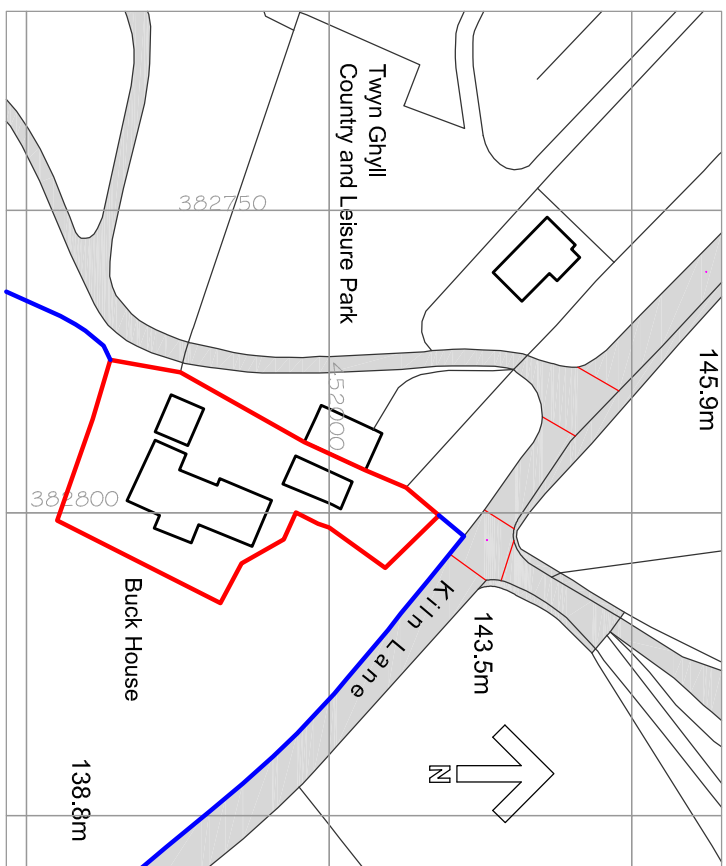 Twyn Ghyll
Country and Leisure Park
382750
145.9m
452000
382800
Buck House
Kiln Lane
143.5m
N
138.8m